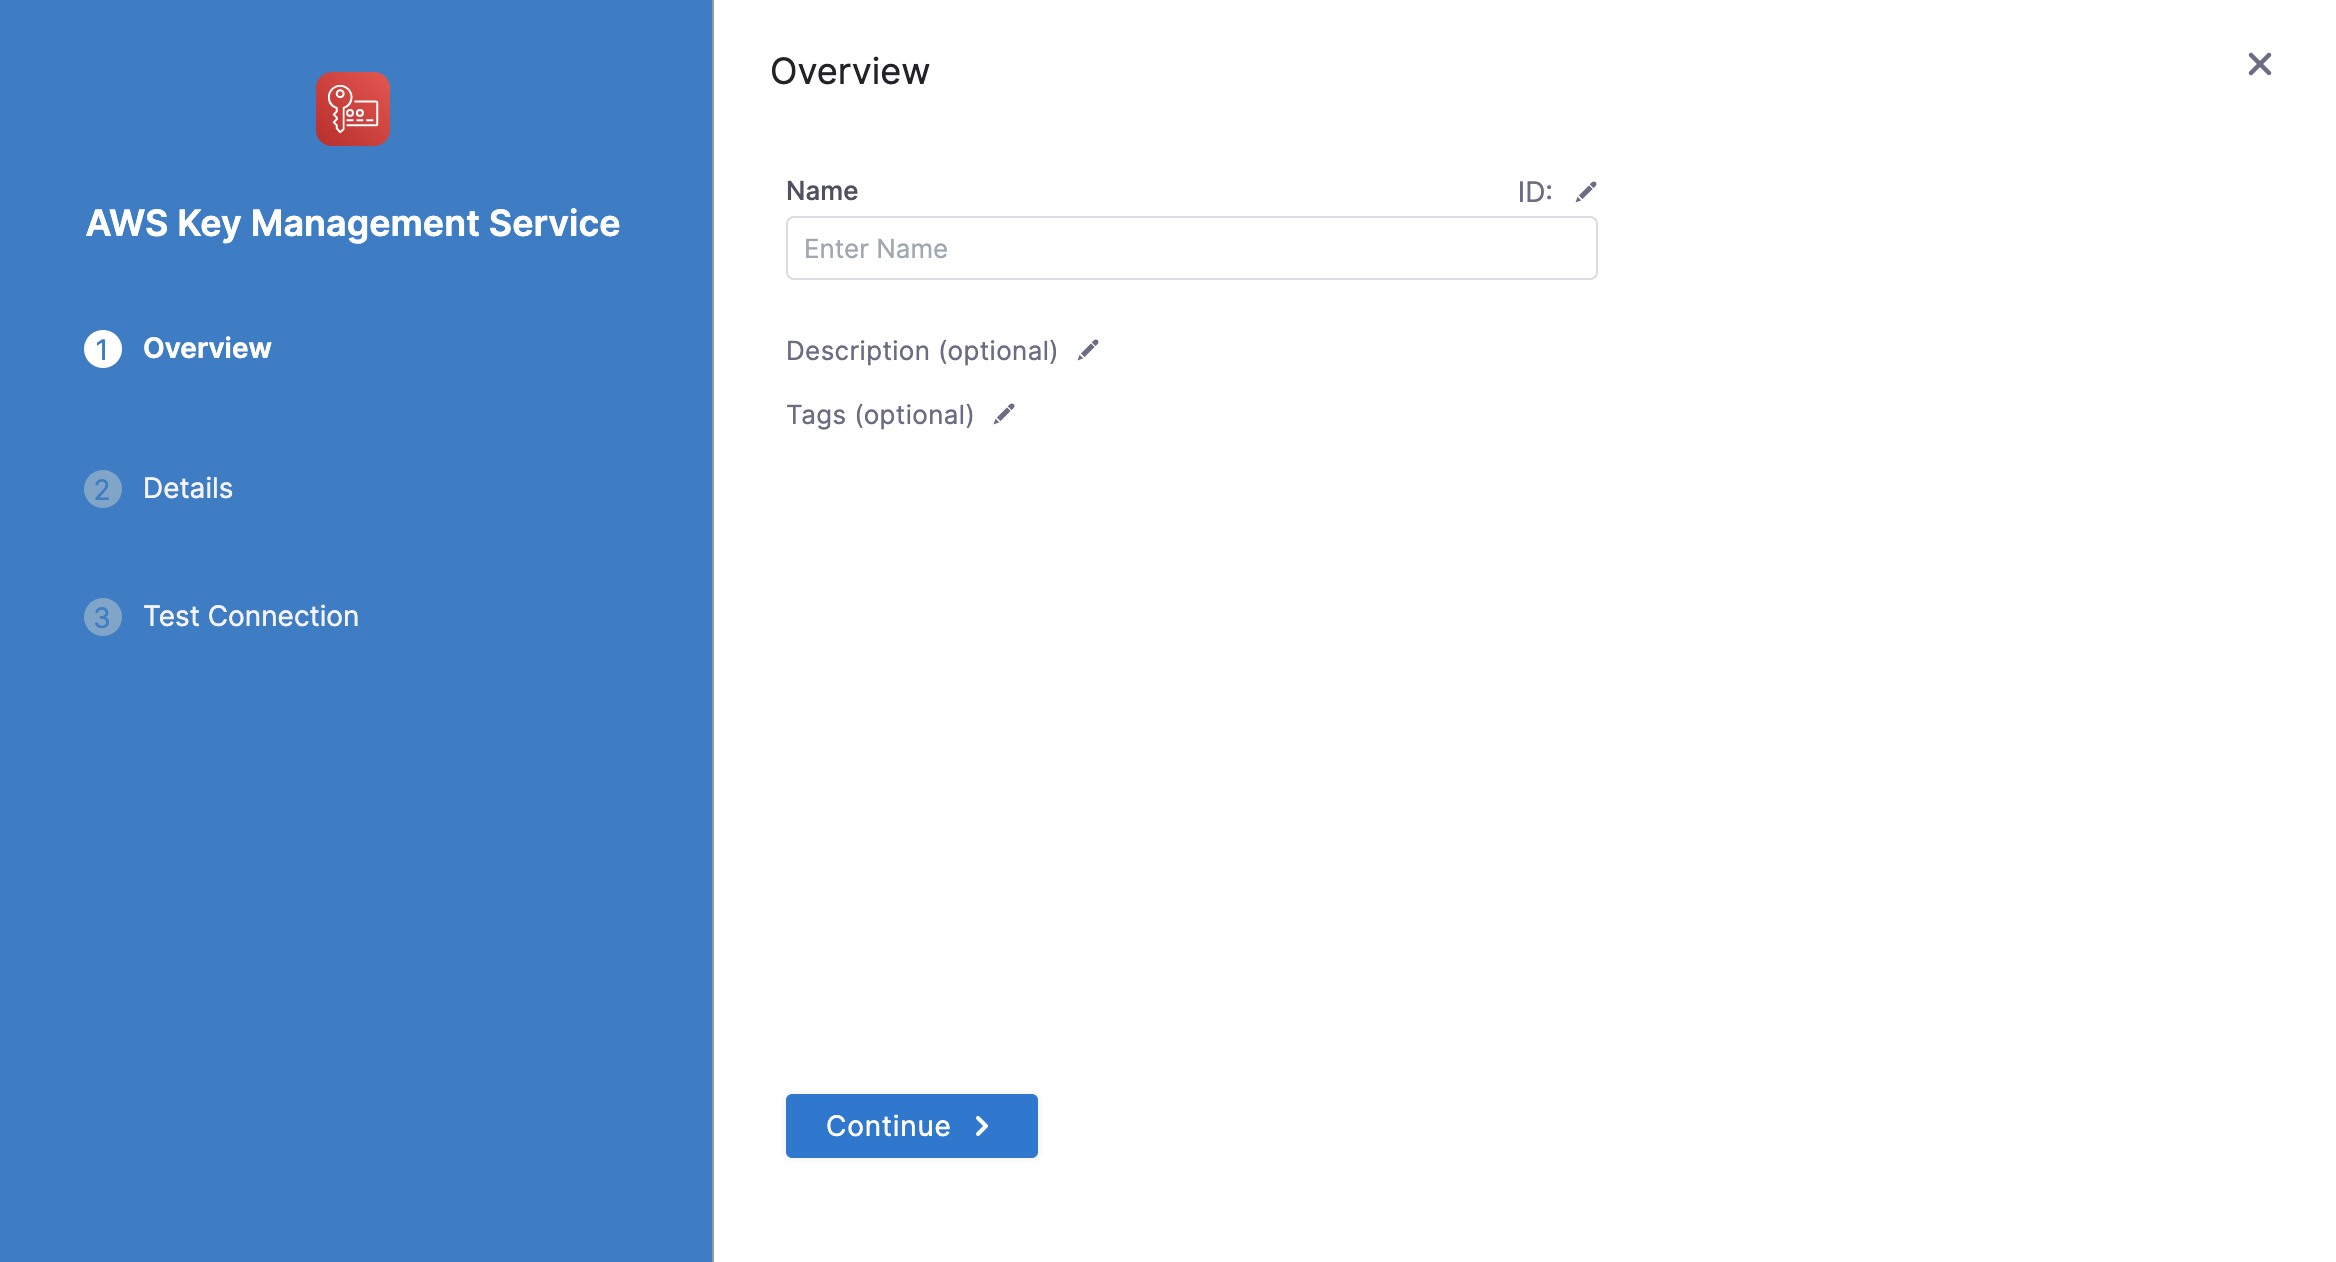 AWS Key Management Service
1 Overview
2 Details
3 Test Connection
Overview
Name
ID:
Enter Name
Description (optional)
Tags (optional)
Continue